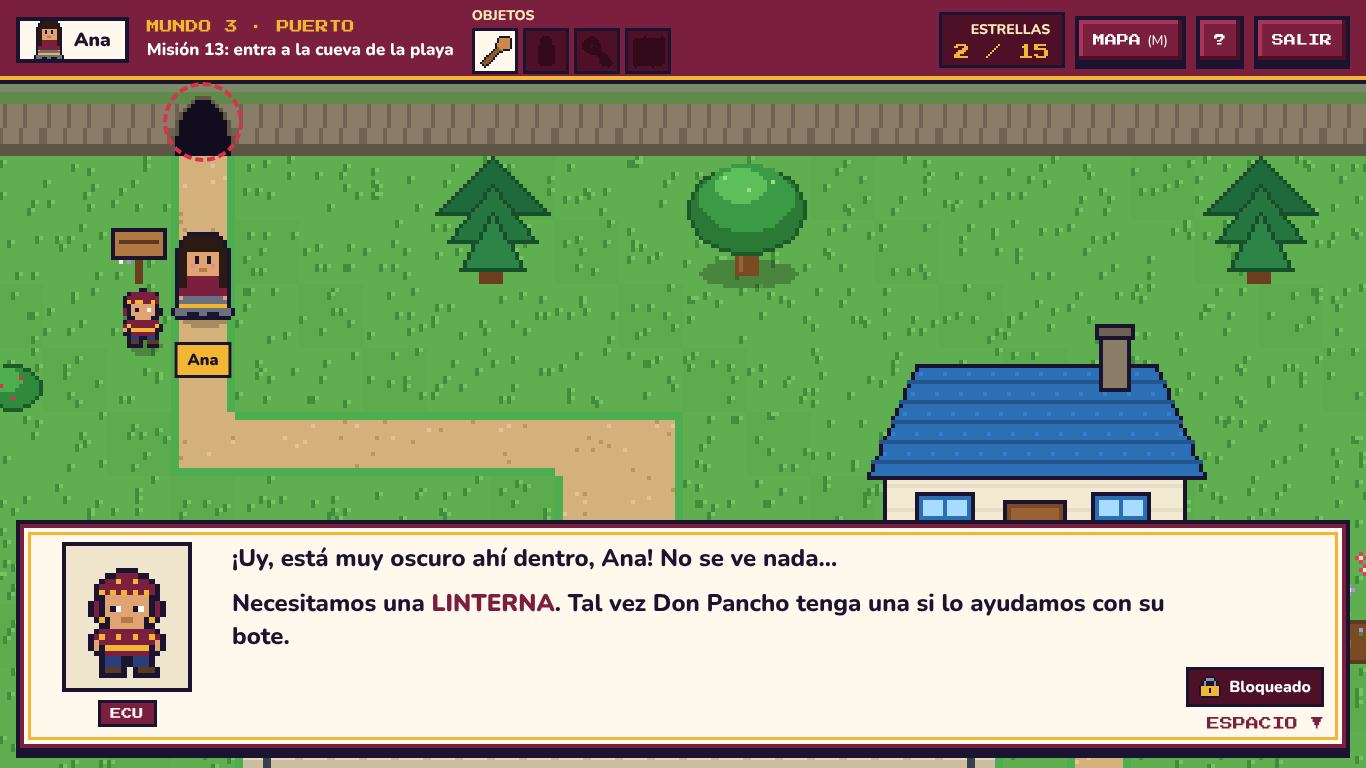 Ana
MUNDO 3 · PUERTO
Misión 13: entra a la cueva de la playa
OBJETOS
ESTRELLAS
2 / 15
MAPA (M)
?
SALIR
Ana
¡Uy, está muy oscuro ahí dentro, Ana! No se ve nada...
Necesitamos una LINTERNA. Tal vez Don Pancho tenga una si lo ayudamos con su
bote.
ECU
Bloqueado
ESPACIO ▼